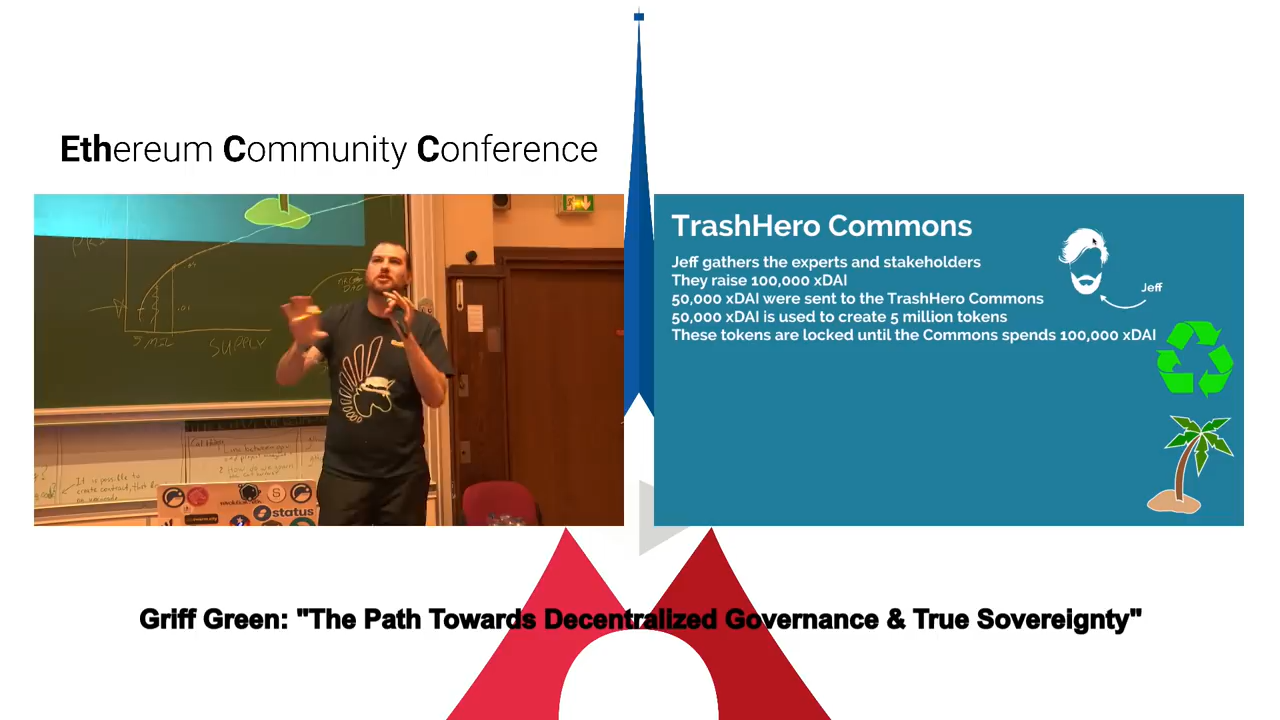 Ethereum Community Conference
SUPPLY
status
TrashHero Commons
Jeff gathers the experts and stakeholders
They raise 100,000 xDAI
50,000 xDAI were sent to the TrashHero Commons
50,000 xDAI is used to create 5 million tokens
These tokens are locked until the Commons spends 100,000 xDAI
Jeff
Griff Green: "The Path Towards Decentralized Governance & True Sovereignty"